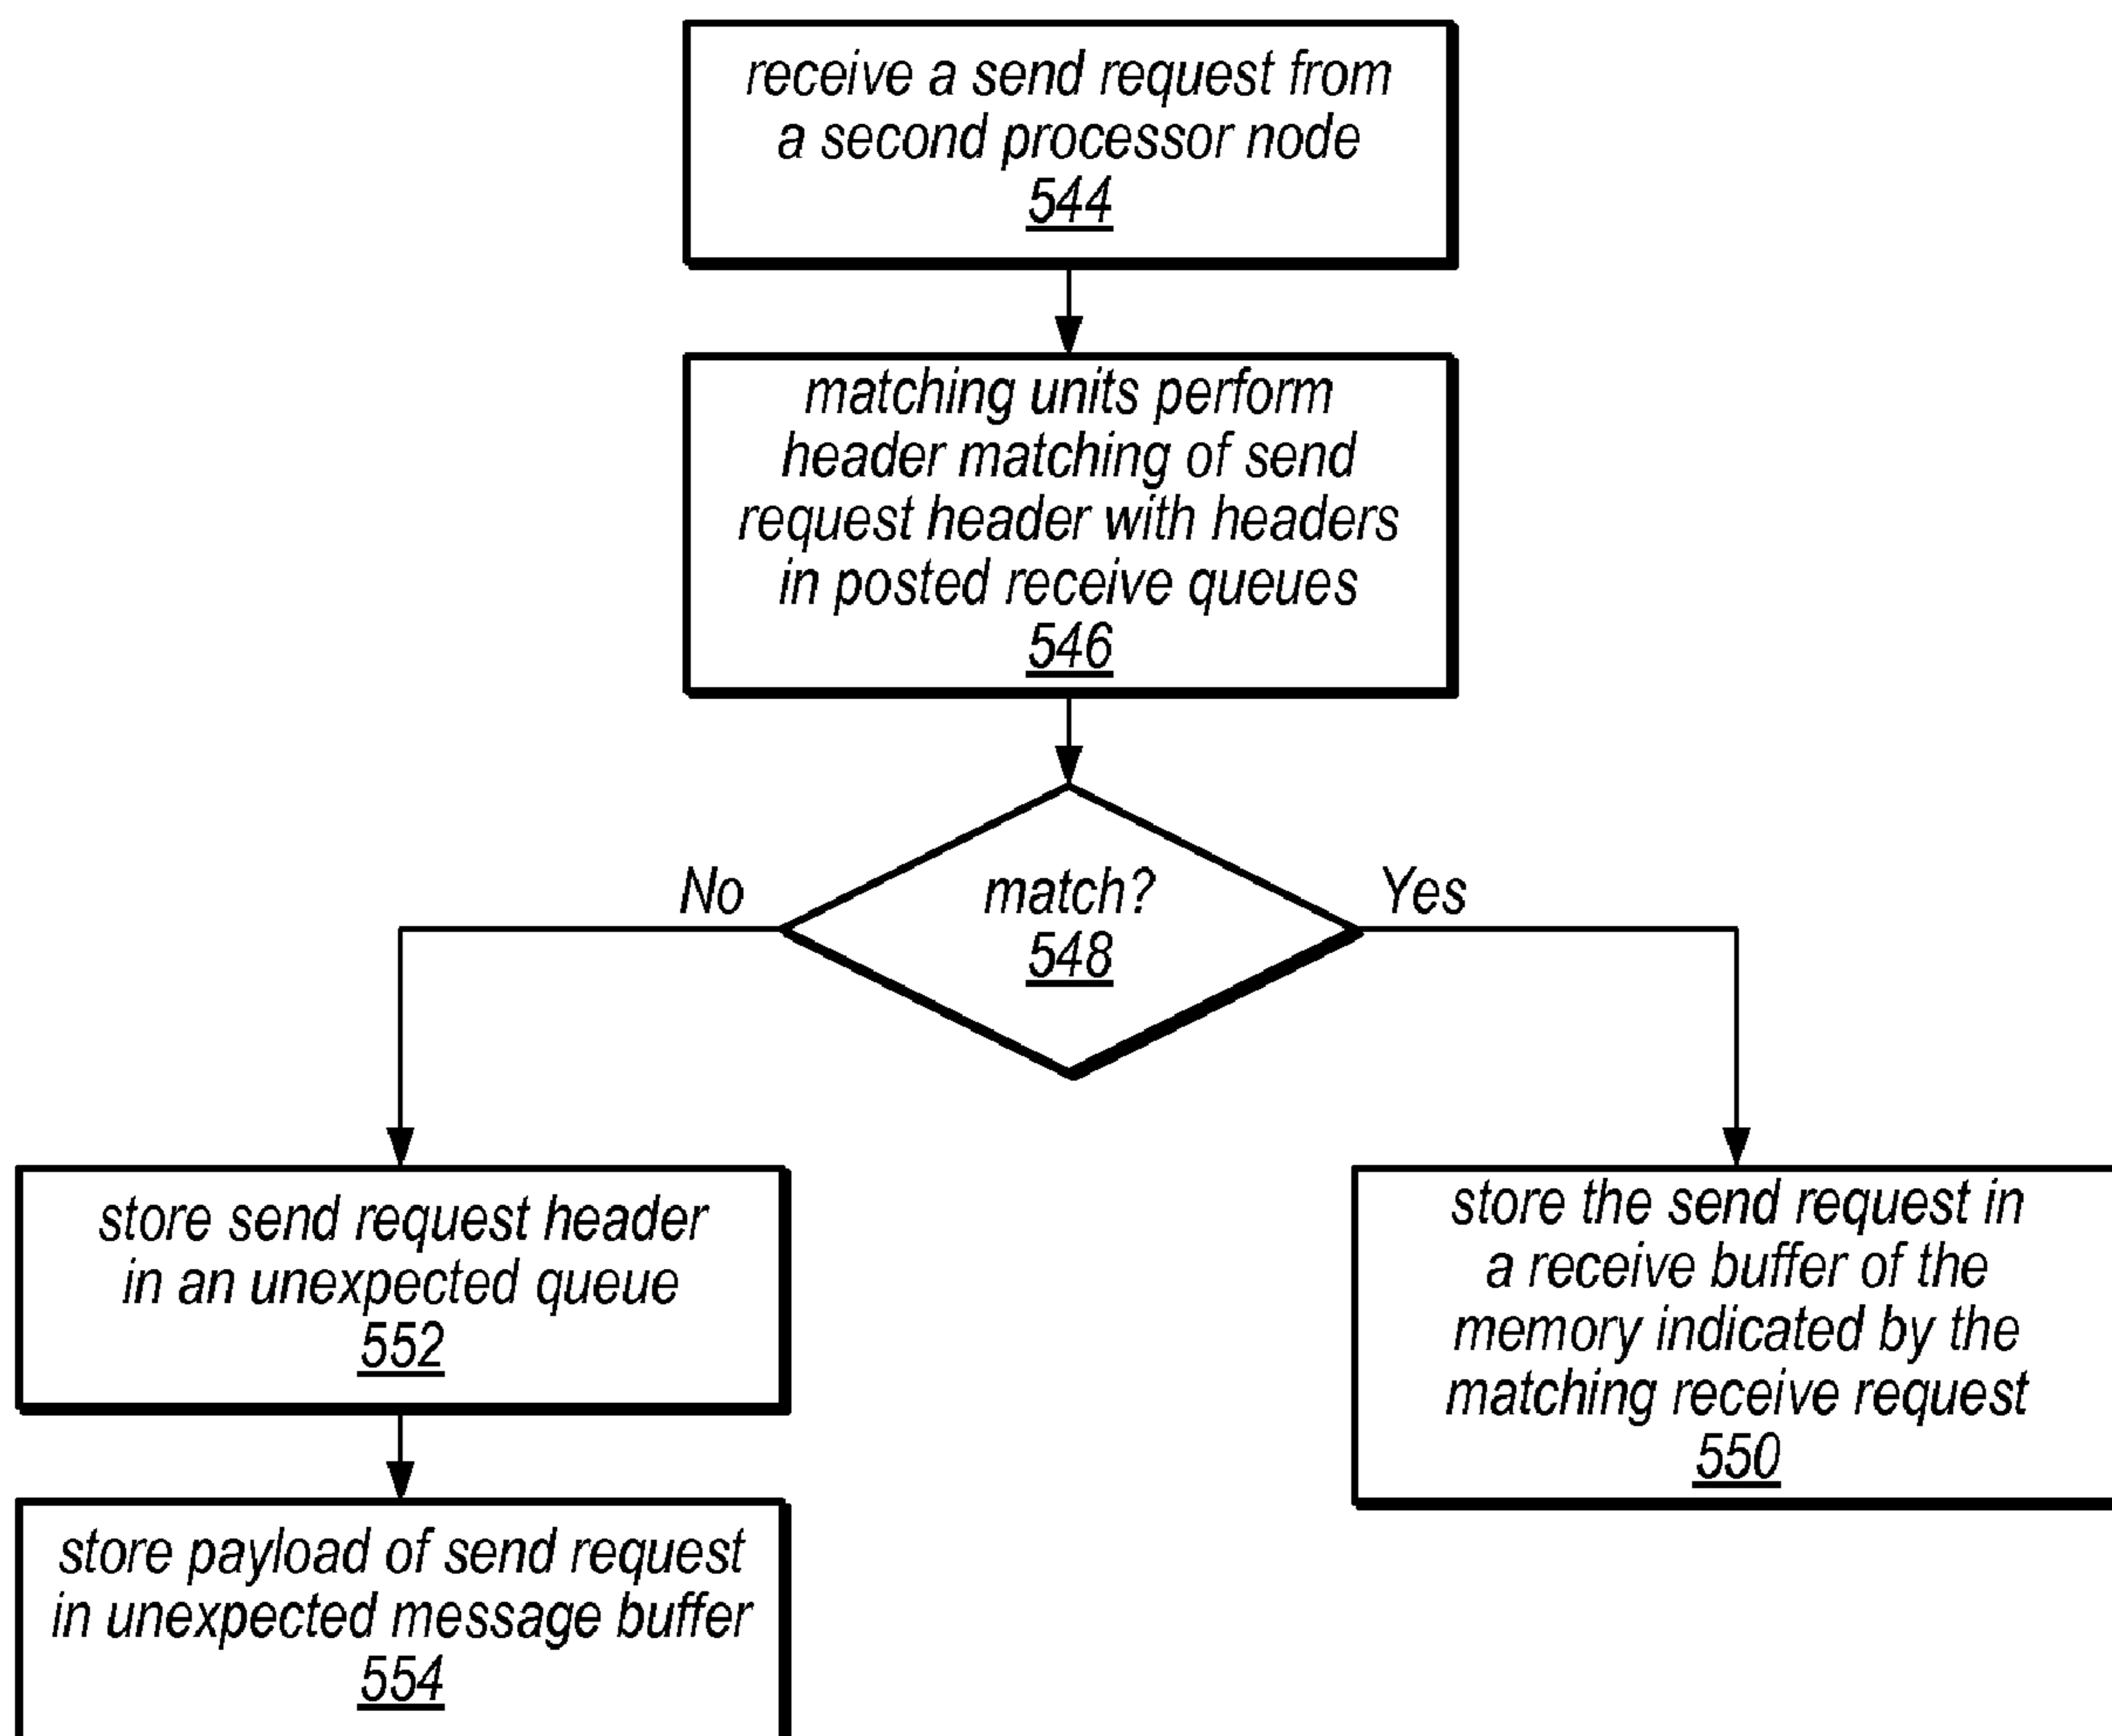 receive a send request from
a second processor node
544
matching units perform
header matching of send
request header with headers
in posted receive queues
546
match?
548
No
Yes
store send request header
in an unexpected queue
552
store the send request in
a receive buffer of the
memory indicated by the
matching receive request
550
store payload of send request
in unexpected message buffer
554